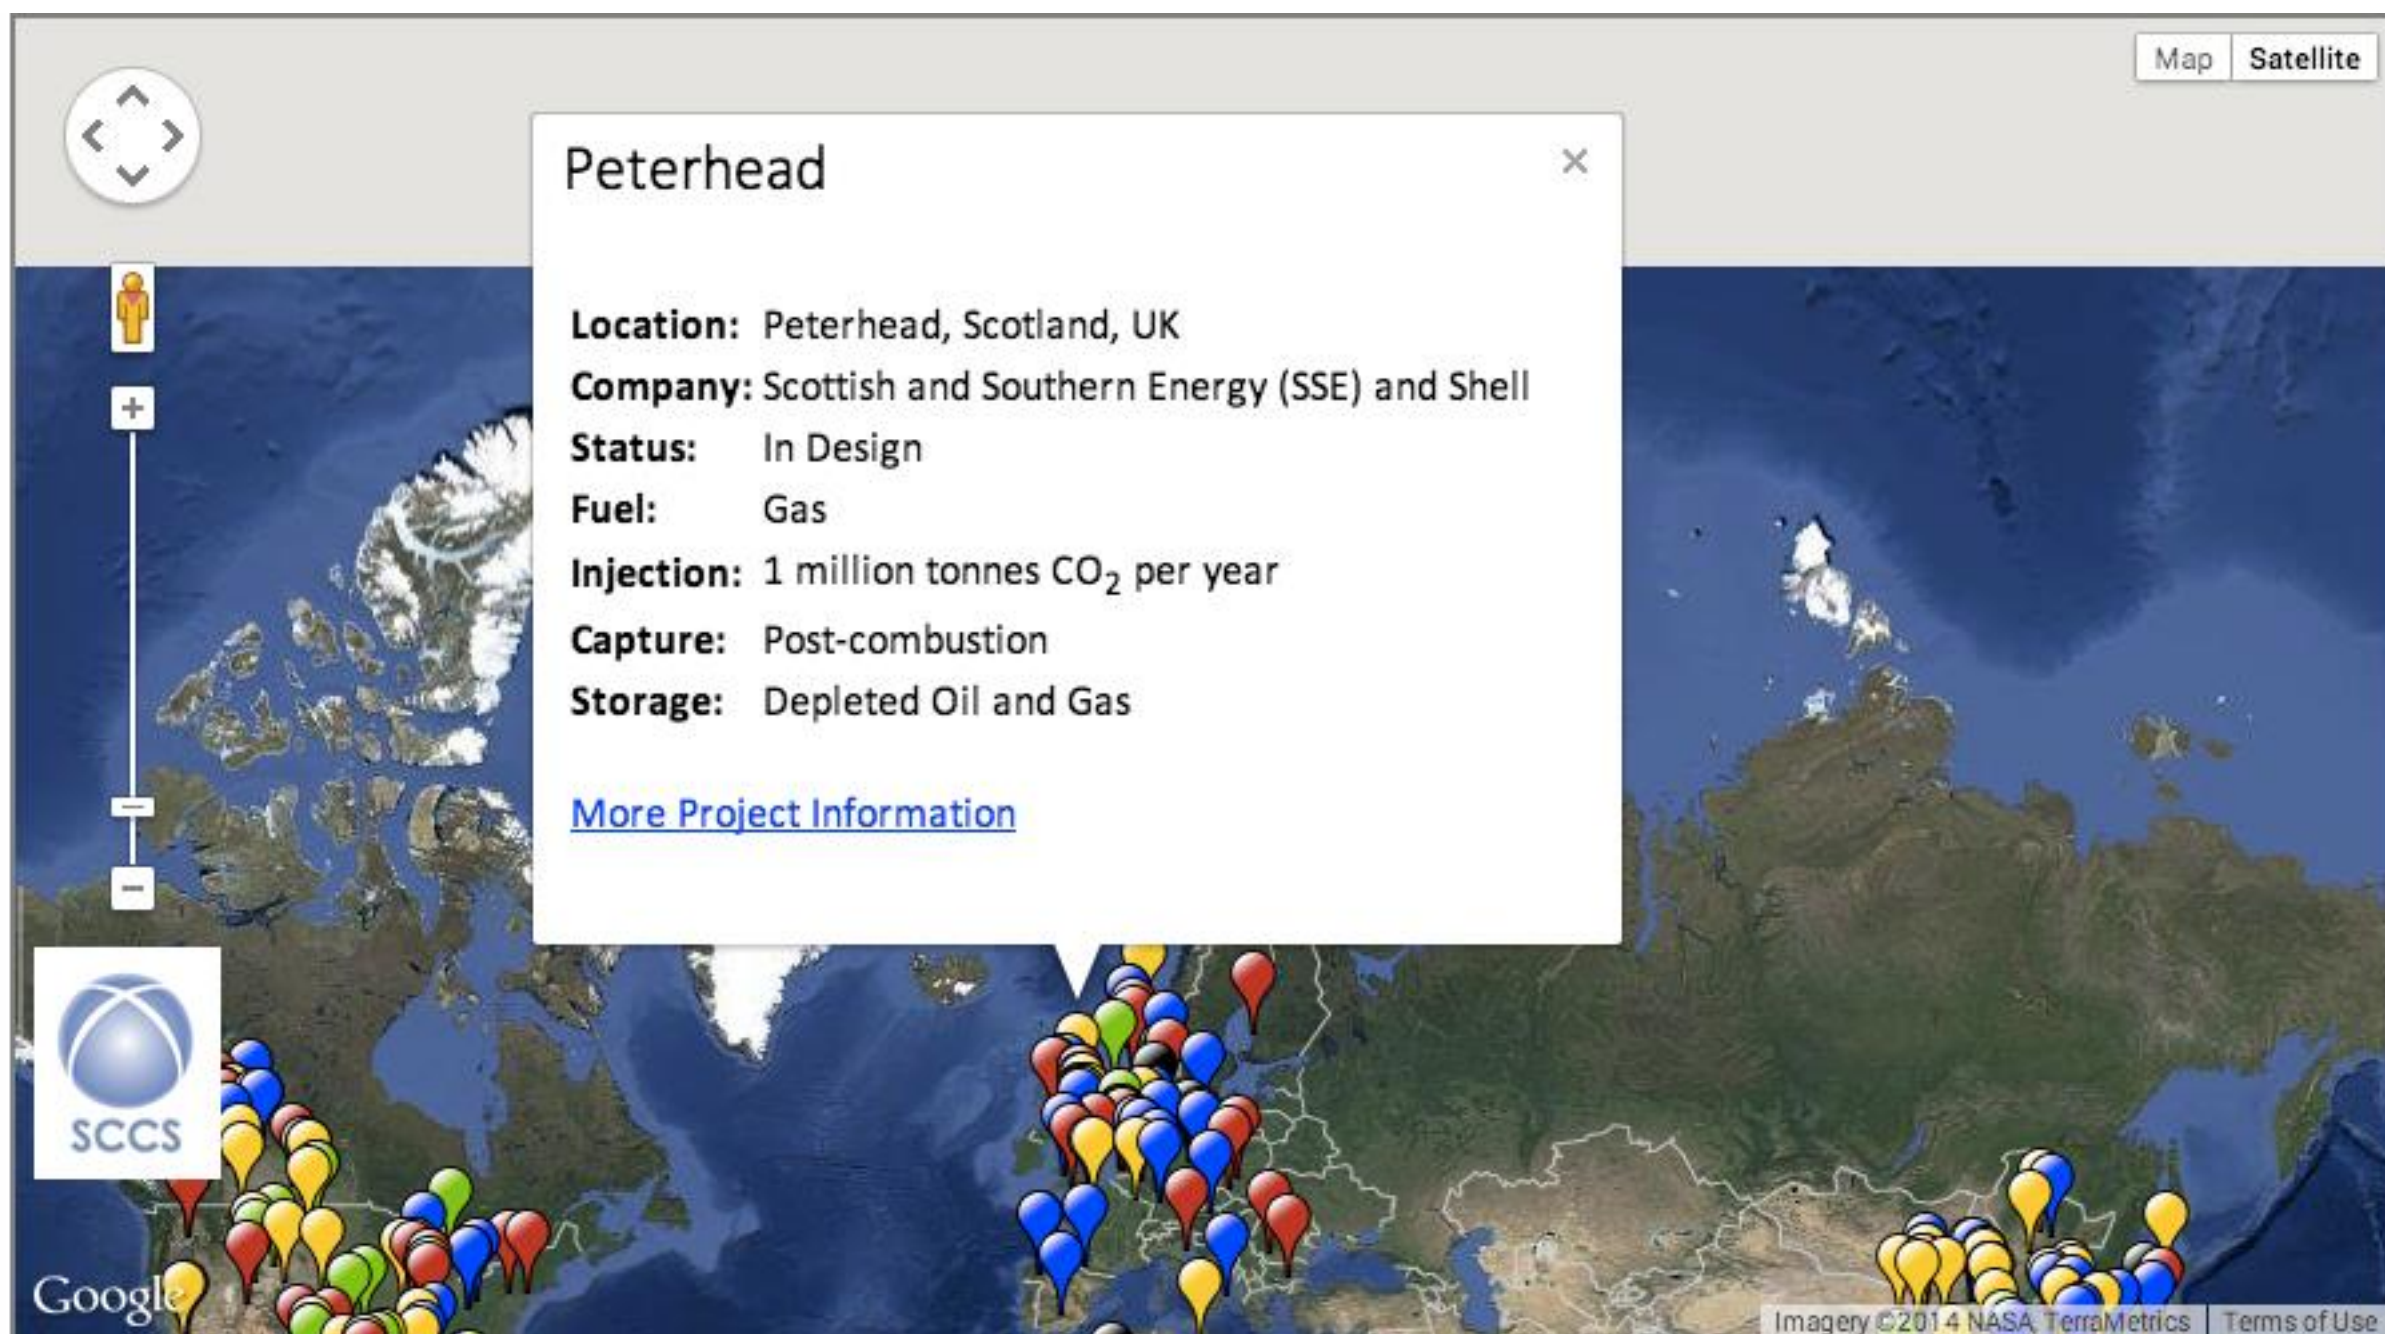 Map Satellite
Peterhead ×
Location: Peterhead, Scotland, UK
Company: Scottish and Southern Energy (SSE) and Shell
Status: In Design
Fuel: Gas
Injection: 1 million tonnes CO₂ per year
Capture: Post-combustion
Storage: Depleted Oil and Gas
More Project Information
SCCS
Google
Imagery ©2014 NASA, TerraMetrics Terms of Use